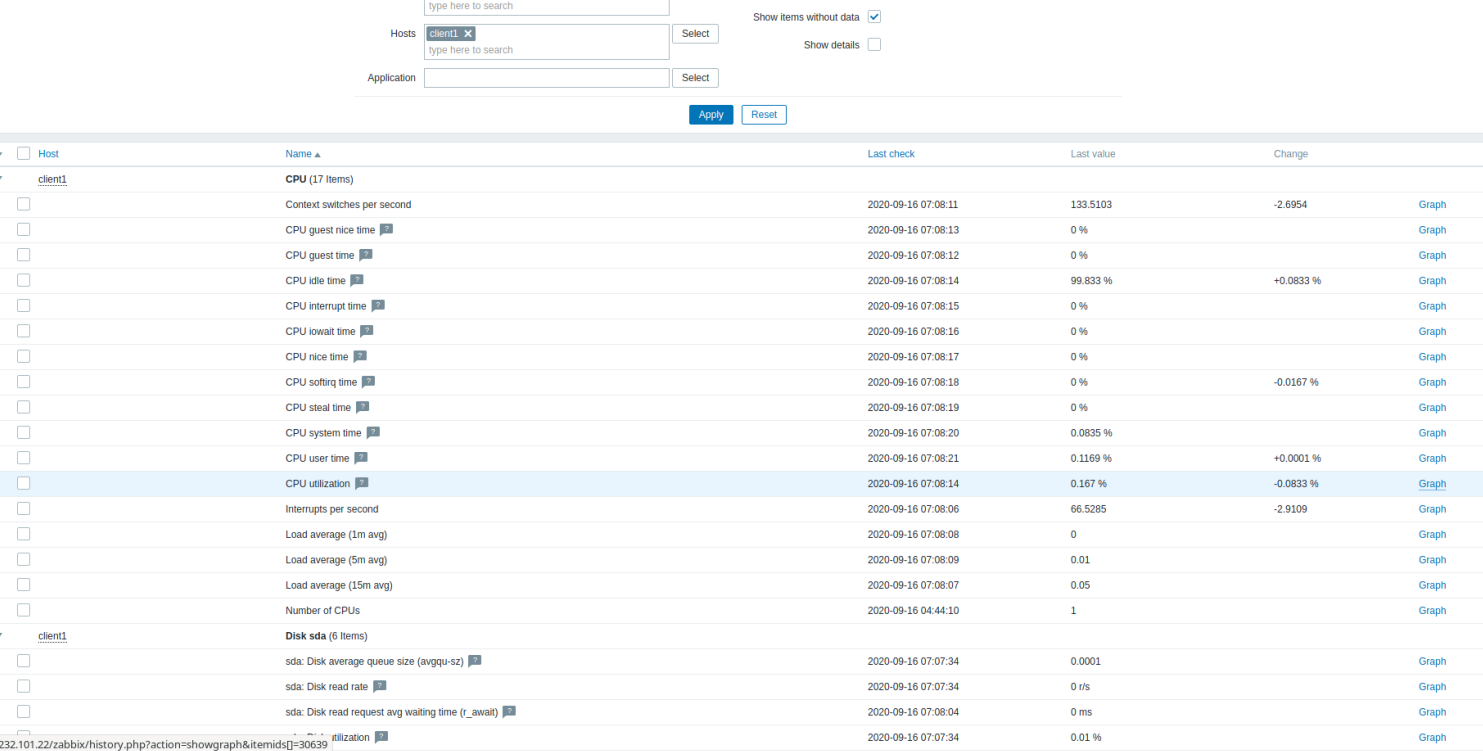 type here to search
Show items without data
Hosts client1 Select
type here to search
Show details
Application Select
Apply Reset
Host Name Last check Last value Change
client1 CPU (17 Items)
Context switches per second 2020-09-16 07:08:11 133.5103 -2.6954 Graph
CPU guest nice time ? 2020-09-16 07:08:13 0 % Graph
CPU guest time ? 2020-09-16 07:08:12 0 % Graph
CPU idle time ? 2020-09-16 07:08:14 99.833 % +0.0833 % Graph
CPU interrupt time ? 2020-09-16 07:08:15 0 % Graph
CPU iowait time ? 2020-09-16 07:08:16 0 % Graph
CPU nice time ? 2020-09-16 07:08:17 0 % Graph
CPU softirq time ? 2020-09-16 07:08:18 0 % -0.0167 % Graph
CPU steal time ? 2020-09-16 07:08:19 0 % Graph
CPU system time ? 2020-09-16 07:08:20 0.0835 % Graph
CPU user time ? 2020-09-16 07:08:21 0.1169 % +0.0001 % Graph
CPU utilization ? 2020-09-16 07:08:14 0.167 % -0.0833 % Graph
Interrupts per second 2020-09-16 07:08:06 66.5285 -2.9109 Graph
Load average (1m avg) 2020-09-16 07:08:08 0 Graph
Load average (5m avg) 2020-09-16 07:08:09 0.01 Graph
Load average (15m avg) 2020-09-16 07:08:07 0.05 Graph
Number of CPUs 2020-09-16 04:44:10 1 Graph
client1 Disk sda (6 Items)
sda: Disk average queue size (avgqu-sz) ? 2020-09-16 07:07:34 0.0001 Graph
sda: Disk read rate ? 2020-09-16 07:07:34 0 r/s Graph
sda: Disk read request avg waiting time (r_await) ? 2020-09-16 07:08:04 0 ms Graph
tilization ? 2020-09-16 07:07:34 0.01 % Graph
232.101.22/zabbix/history.php?action=showgraph&itemids[]=30639